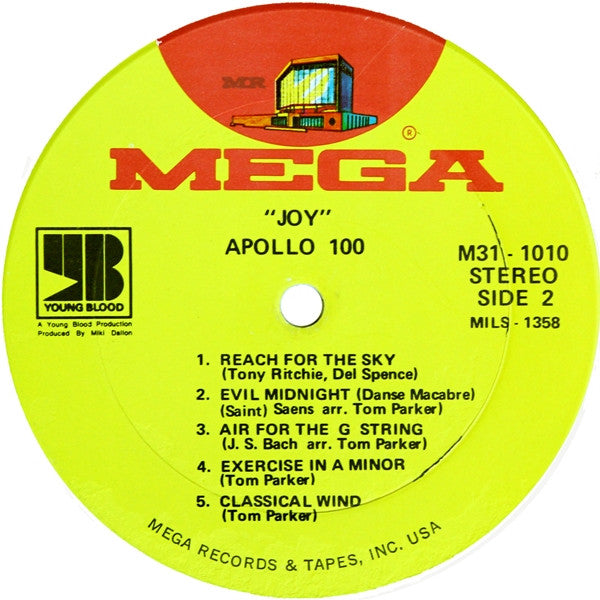 MR
®
MEGA
"JOY"
APOLLO 100
YB
YOUNG BLOOD
A Young Blood Production
Produced By Miki Dallon
M31 - 1010
STEREO
SIDE 2
MILS - 1358
1. REACH FOR THE SKY
(Tony Ritchie, Del Spence)
2. EVIL MIDNIGHT (Danse Macabre)
(Saint) Saens arr. Tom Parker)
3. AIR FOR THE G STRING
(J. S. Bach arr. Tom Parker)
4. EXERCISE IN A MINOR
(Tom Parker)
5. CLASSICAL WIND
(Tom Parker)
MEGA RECORDS & TAPES, INC. USA